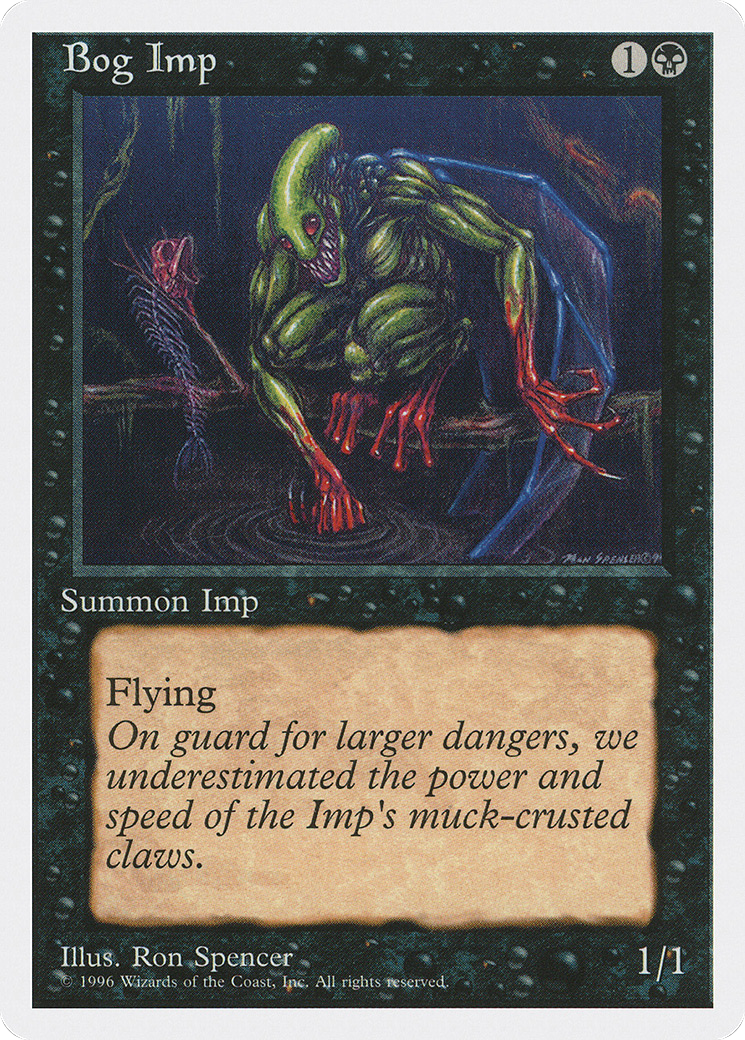 Bog Imp
1
Summon Imp
Flying
On guard for larger dangers, we
underestimated the power and
speed of the Imp's muck-crusted
claws.
Illus. Ron Spencer
1/1
© 1996 Wizards of the Coast, Inc. All rights reserved.